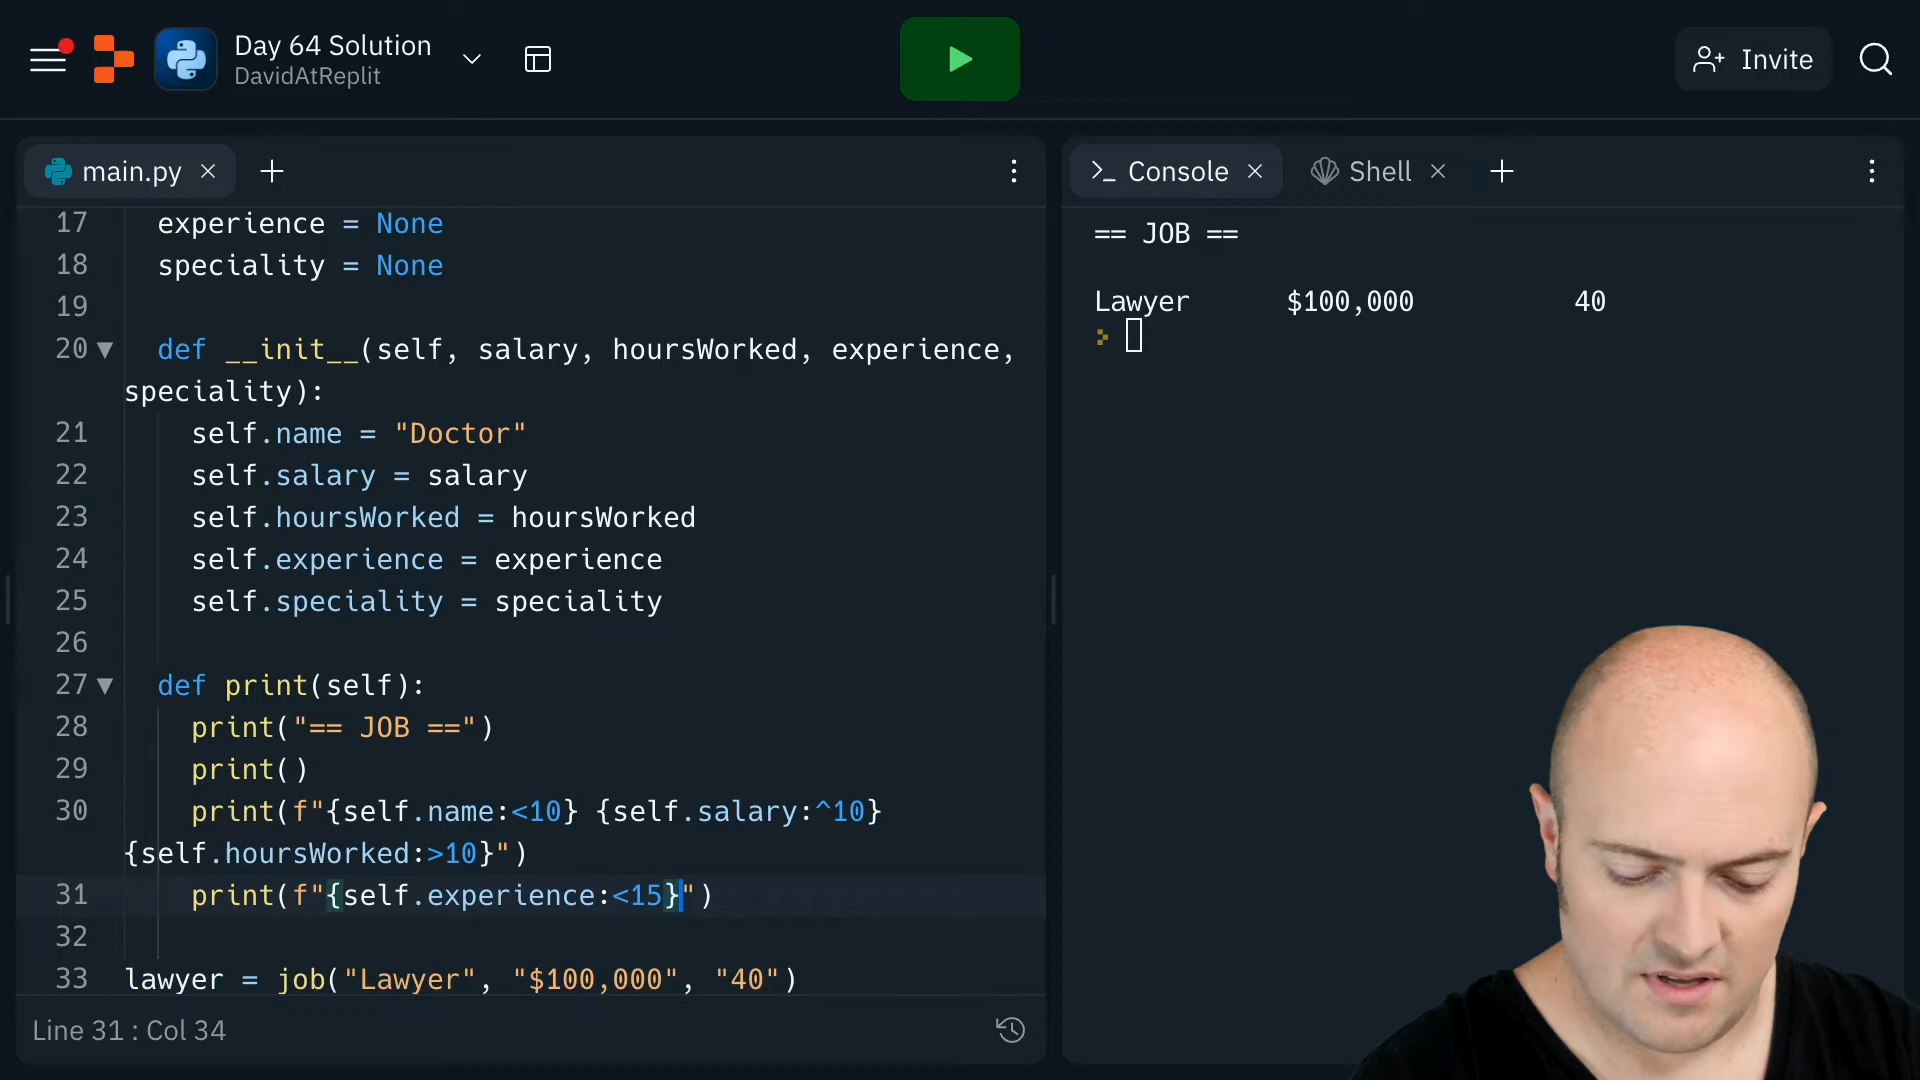 Day 64 Solution
DavidAtReplit
Invite
main.py
Console
Shell
17 experience = None
18 speciality = None
19
20 def __init__(self, salary, hoursWorked, experience,
speciality):
21 self.name = "Doctor"
22 self.salary = salary
23 self.hoursWorked = hoursWorked
24 self.experience = experience
25 self.speciality = speciality
26
27 def print(self):
28 print("== JOB ==")
29 print()
30 print(f"{self.name:<10} {self.salary:^10}
{self.hoursWorked:>10}")
31 print(f"{self.experience:<15}")
32
33 lawyer = job("Lawyer", "$100,000", "40")
Line 31 : Col 34
== JOB ==
Lawyer $100,000 40